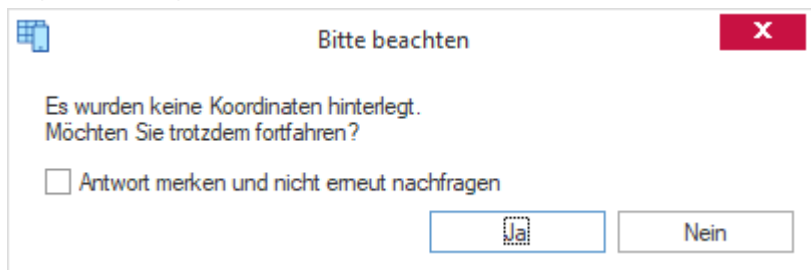 Bitte beachten
X
Es wurden keine Koordinaten hinterlegt.
Möchten Sie trotzdem fortfahren?
Antwort merken und nicht erneut nachfragen
Ja
Nein